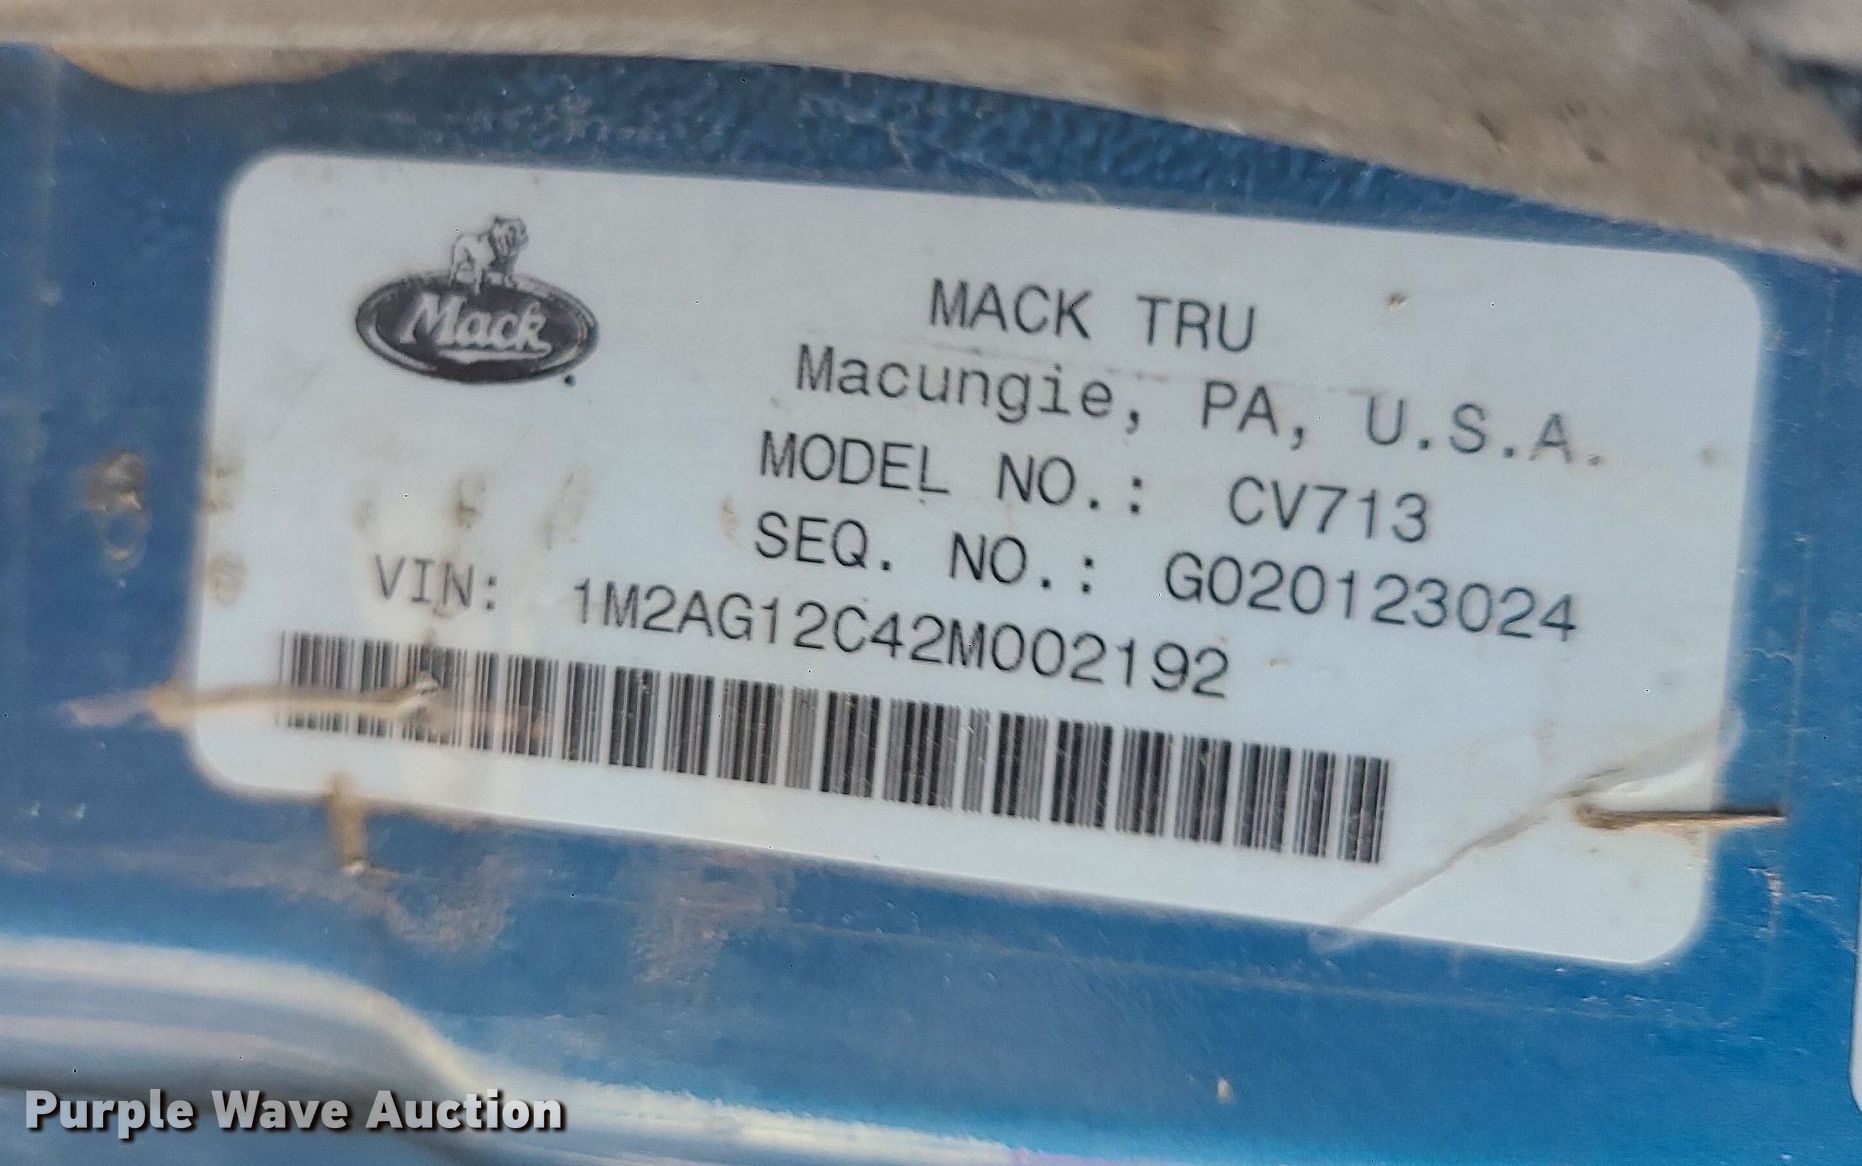 Mack
MACK TRU
Macungie, PA, U.S.A.
MODEL NO.: CV713
SEQ. NO.: G020123024
VIN: 1M2AG12C42M002192
Purple Wave Auction